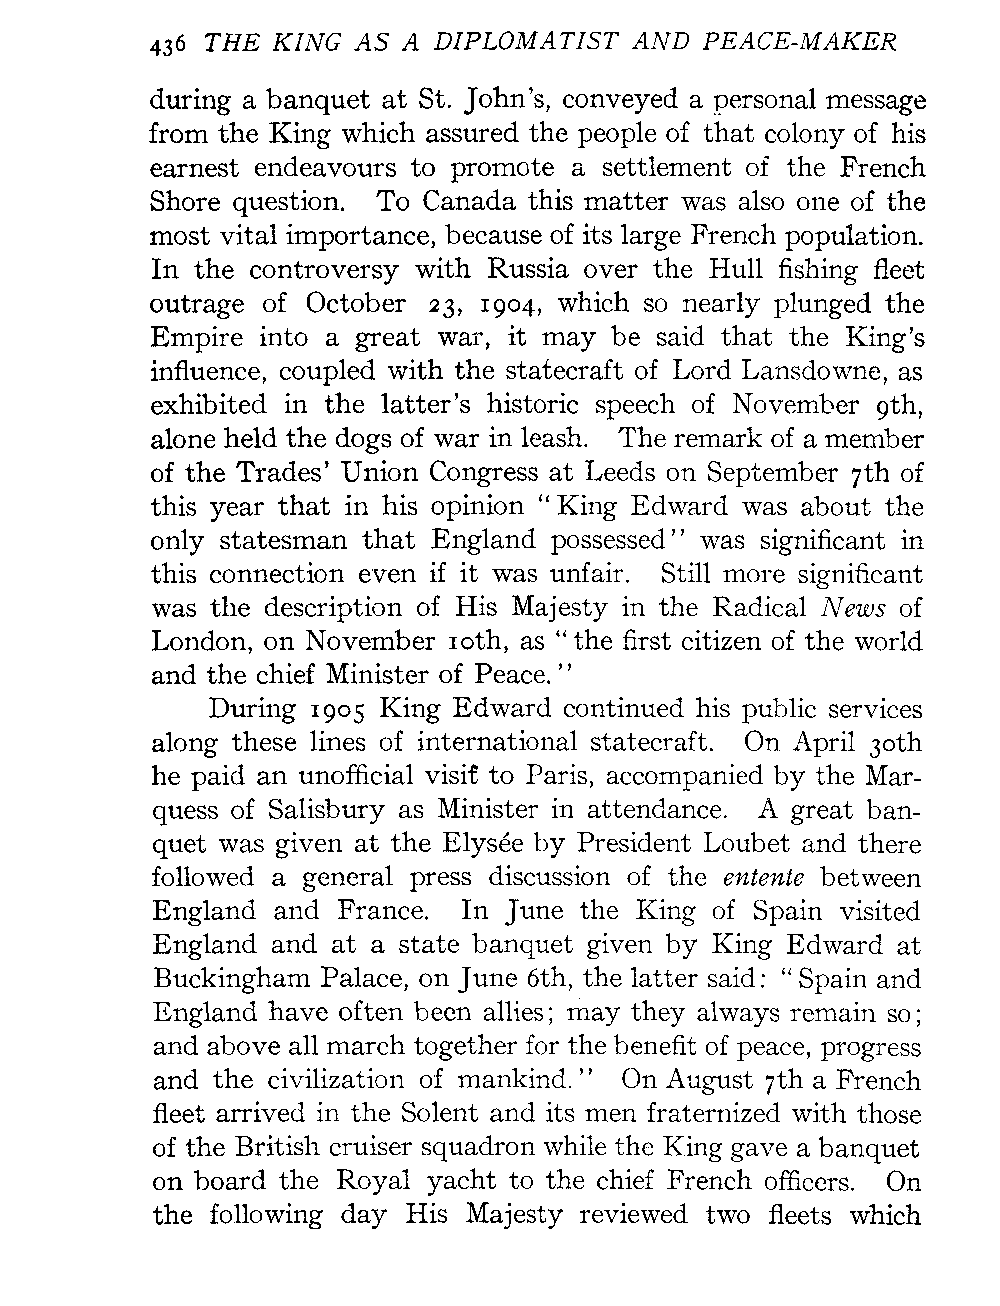 436 THE KING AS A DIPLOMATIST AND PEACE-MAKER
during a banquet at St. John's, conveyed a personal message
from the King which assured the people of that colony of his
earnest endeavours to promote a settlement of the French
Shore question. To Canada this matter was also one of the
most vital importance, because of its large French population.
In the controversy with Russia over the Hull fishing fleet
outrage of October 23, 1904, which so nearly plunged the
Empire into a great war, it may be said that the King's
influence, coupled with the statecraft of Lord Lansdowne, as
exhibited in the latter's historic speech of November 9th,
alone held the dogs of war in leash. The remark of a member
of the Trades' Union Congress at Leeds on September 7th of
this year that in his opinion "King Edward was about the
only statesman that England possessed" was significant in
this connection even if it was unfair. Still more significant
was the description of His Majesty in the Radical News of
London, on November 10th, as "the first citizen of the world
and the chief Minister of Peace."
During 1905 King Edward continued his public services
along these lines of international statecraft. On April 30th
he paid an unofficial visit to Paris, accompanied by the Mar-
quess of Salisbury as Minister in attendance. A great ban-
quet was given at the Elysée by President Loubet and there
followed a general press discussion of the entente between
England and France. In June the King of Spain visited
England and at a state banquet given by King Edward at
Buckingham Palace, on June 6th, the latter said: "Spain and
England have often been allies; may they always remain so;
and above all march together for the benefit of peace, progress
and the civilization of mankind." On August 7th a French
fleet arrived in the Solent and its men fraternized with those
of the British cruiser squadron while the King gave a banquet
on board the Royal yacht to the chief French officers. On
the following day His Majesty reviewed two fleets which